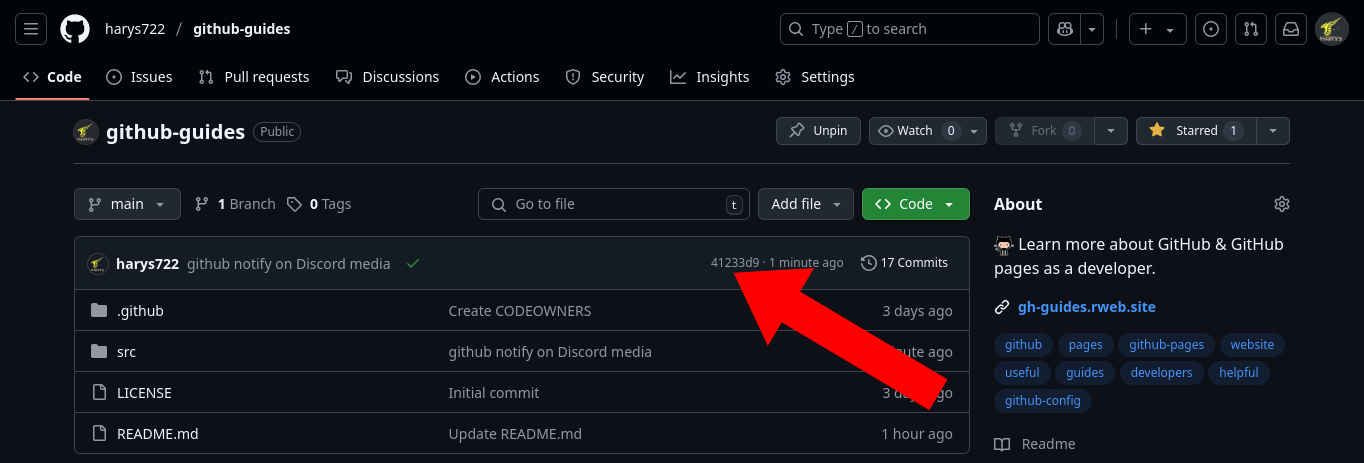 harys722 / github-guides
Type / to search
Code Issues Pull requests Discussions Actions Security Insights Settings
github-guides Public
Unpin Watch 0 Fork 0 Starred 1
main 1 Branch 0 Tags
Go to file t Add file Code
harys722 github notify on Discord media 41233d9 · 1 minute ago 17 Commits
.github Create CODEOWNERS 3 days ago
src github notify on Discord media ago
LICENSE Initial commit 3 ago
README.md Update README.md 1 hour ago
About
Learn more about GitHub & GitHub
pages as a developer.
gh-guides.rweb.site
github pages github-pages website
useful guides developers helpful
github-config
Readme